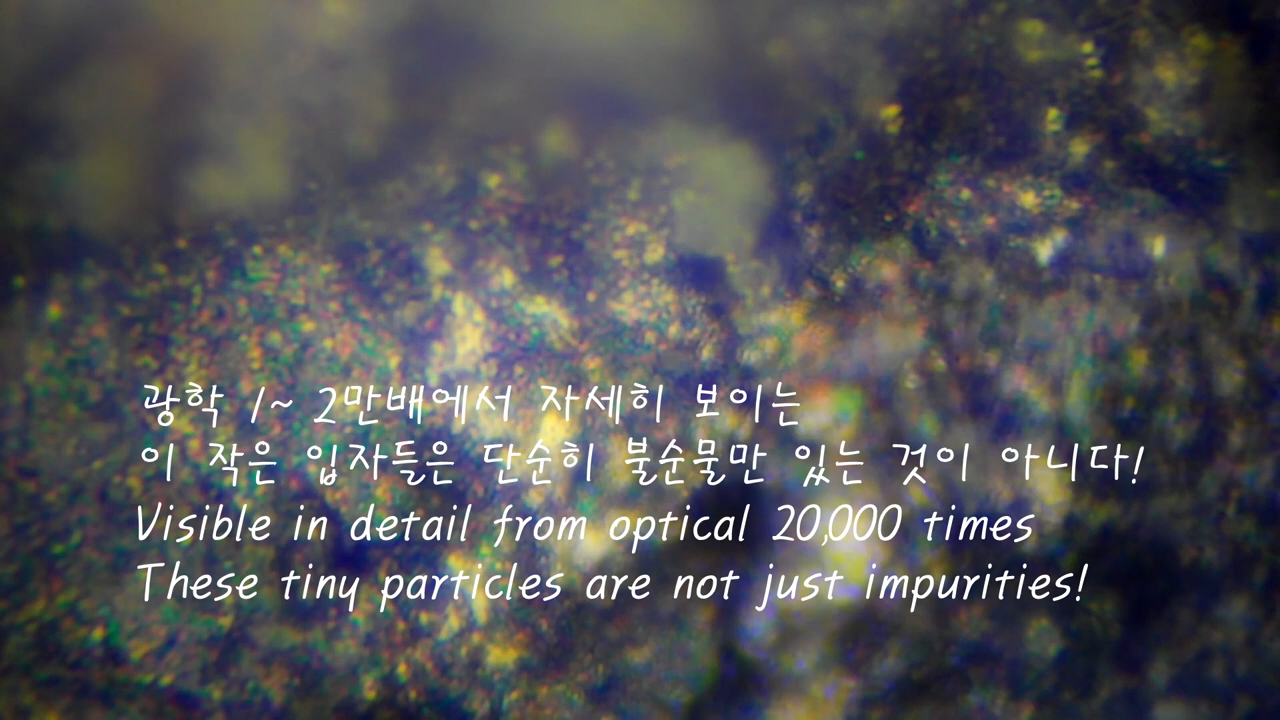 광학 1~ 2만배에서 자세히 보이는
이 작은 입자들은 단순히 불순물만 있는 것이 아니다!
Visible in detail from optical 20,000 times
These tiny particles are not just impurities!